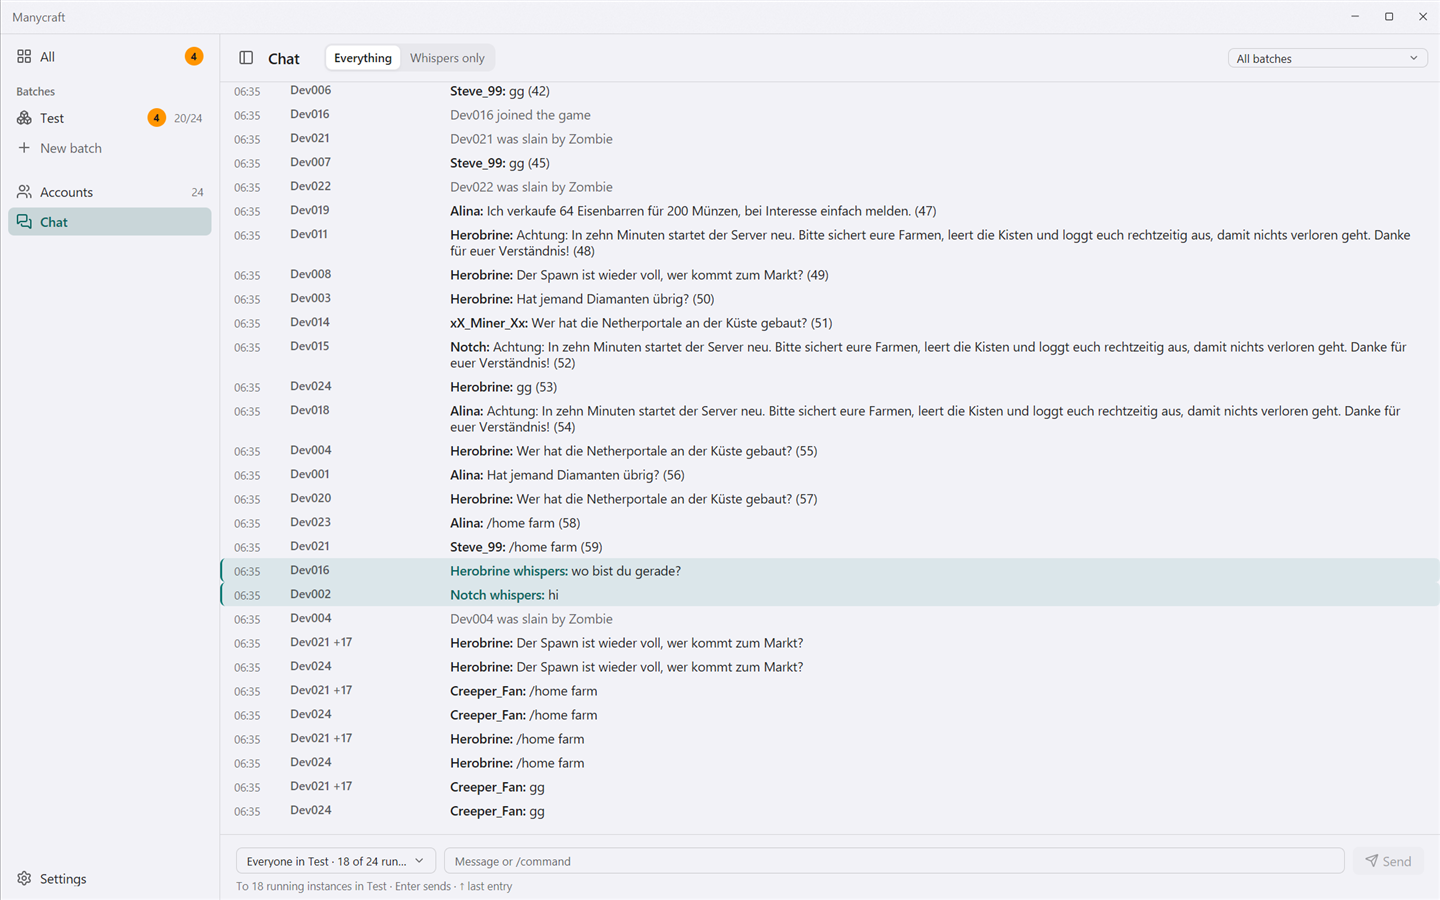 Manycraft
All 4
Batches
Test 4 20/24
New batch
Accounts 24
Chat
Settings
Chat Everything Whispers only All batches
06:35 Dev006 Steve_99: gg (42)
06:35 Dev016 Dev016 joined the game
06:35 Dev021 Dev021 was slain by Zombie
06:35 Dev007 Steve_99: gg (45)
06:35 Dev022 Dev022 was slain by Zombie
06:35 Dev019 Alina: Ich verkaufe 64 Eisenbarren für 200 Münzen, bei Interesse einfach melden. (47)
06:35 Dev011 Herobrine: Achtung: In zehn Minuten startet der Server neu. Bitte sichert eure Farmen, leert die Kisten und loggt euch rechtzeitig aus, damit nichts verloren geht. Danke
für euer Verständnis! (48)
06:35 Dev008 Herobrine: Der Spawn ist wieder voll, wer kommt zum Markt? (49)
06:35 Dev003 Herobrine: Hat jemand Diamanten übrig? (50)
06:35 Dev014 xX_Miner_Xx: Wer hat die Netherportale an der Küste gebaut? (51)
06:35 Dev015 Notch: Achtung: In zehn Minuten startet der Server neu. Bitte sichert eure Farmen, leert die Kisten und loggt euch rechtzeitig aus, damit nichts verloren geht. Danke für
euer Verständnis! (52)
06:35 Dev024 Herobrine: gg (53)
06:35 Dev018 Alina: Achtung: In zehn Minuten startet der Server neu. Bitte sichert eure Farmen, leert die Kisten und loggt euch rechtzeitig aus, damit nichts verloren geht. Danke für
euer Verständnis! (54)
06:35 Dev004 Herobrine: Wer hat die Netherportale an der Küste gebaut? (55)
06:35 Dev001 Alina: Hat jemand Diamanten übrig? (56)
06:35 Dev020 Herobrine: Wer hat die Netherportale an der Küste gebaut? (57)
06:35 Dev023 Alina: /home farm (58)
06:35 Dev021 Steve_99: /home farm (59)
06:35 Dev016 Herobrine whispers: wo bist du gerade?
06:35 Dev002 Notch whispers: hi
06:35 Dev004 Dev004 was slain by Zombie
06:35 Dev021 +17 Herobrine: Der Spawn ist wieder voll, wer kommt zum Markt?
06:35 Dev024 Herobrine: Der Spawn ist wieder voll, wer kommt zum Markt?
06:35 Dev021 +17 Creeper_Fan: /home farm
06:35 Dev024 Creeper_Fan: /home farm
06:35 Dev021 +17 Herobrine: /home farm
06:35 Dev024 Herobrine: /home farm
06:35 Dev021 +17 Creeper_Fan: gg
06:35 Dev024 Creeper_Fan: gg
Everyone in Test · 18 of 24 run... Message or /command Send
To 18 running instances in Test · Enter sends · ↑ last entry